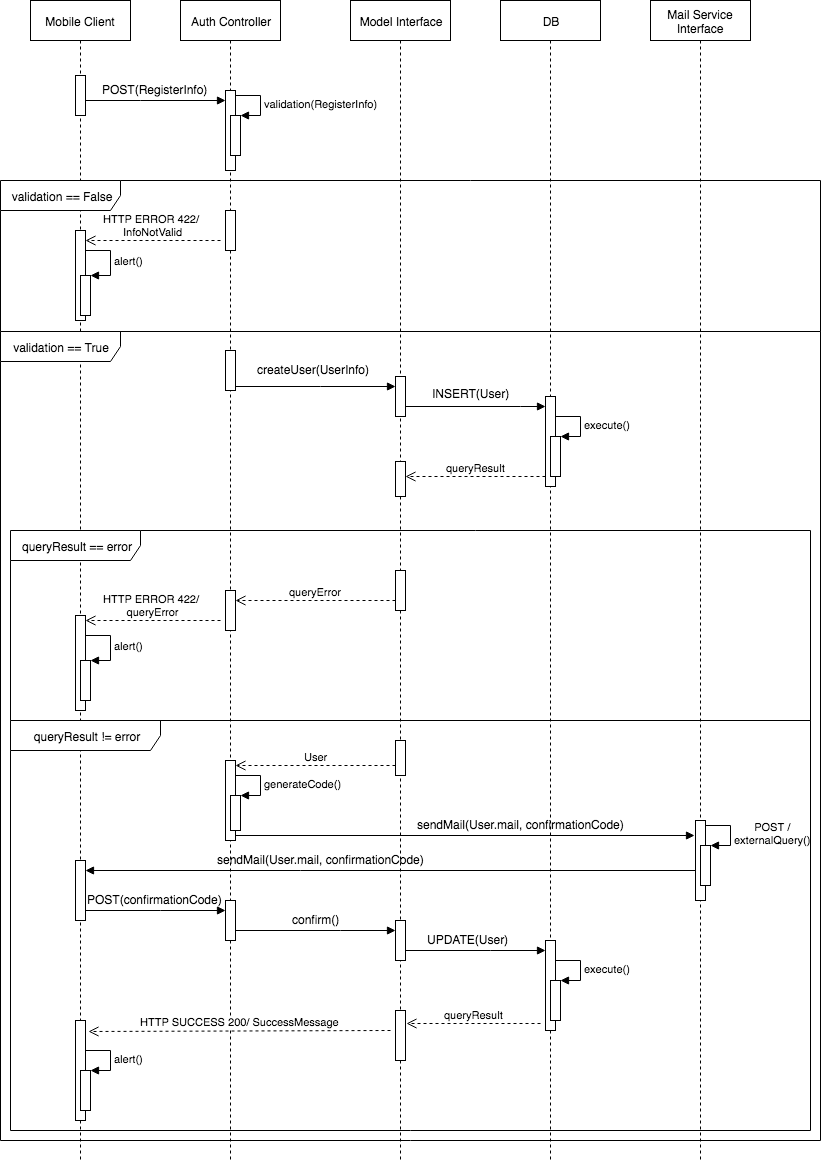 Mobile Client
Auth Controller
Model Interface
DB
Mail Service
Interface
POST(RegisterInfo)
validation(RegisterInfo)
validation == False
HTTP ERROR 422/
InfoNotValid
alert()
validation == True
createUser(UserInfo)
INSERT(User)
execute()
queryResult
queryResult == error
queryError
HTTP ERROR 422/
queryError
alert()
queryResult != error
User
generateCode()
sendMail(User.mail, confirmationCode)
POST /
externalQuery()
sendMail(User.mail, confirmationCode)
POST(confirmationCode)
confirm()
UPDATE(User)
execute()
queryResult
HTTP SUCCESS 200/ SuccessMessage
alert()